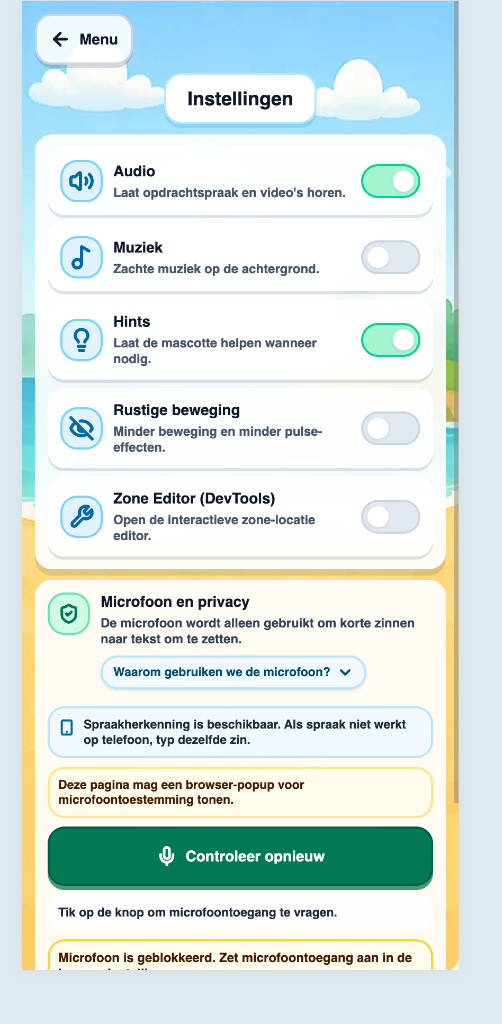 Menu
Instellingen
Audio
Laat opdrachtspraak en video's horen.
Muziek
Zachte muziek op de achtergrond.
Hints
Laat de mascotte helpen wanneer
nodig.
Rustige beweging
Minder beweging en minder pulse-
effecten.
Zone Editor (DevTools)
Open de interactieve zone-locatie
editor.
Microfoon en privacy
De microfoon wordt alleen gebruikt om korte zinnen
naar tekst om te zetten.
Waarom gebruiken we de microfoon?
Spraakherkenning is beschikbaar. Als spraak niet werkt
op telefoon, typ dezelfde zin.
Deze pagina mag een browser-popup voor
microfoontoestemming tonen.
Controleer opnieuw
Tik op de knop om microfoontoegang te vragen.
Microfoon is geblokkeerd. Zet microfoontoegang aan in de